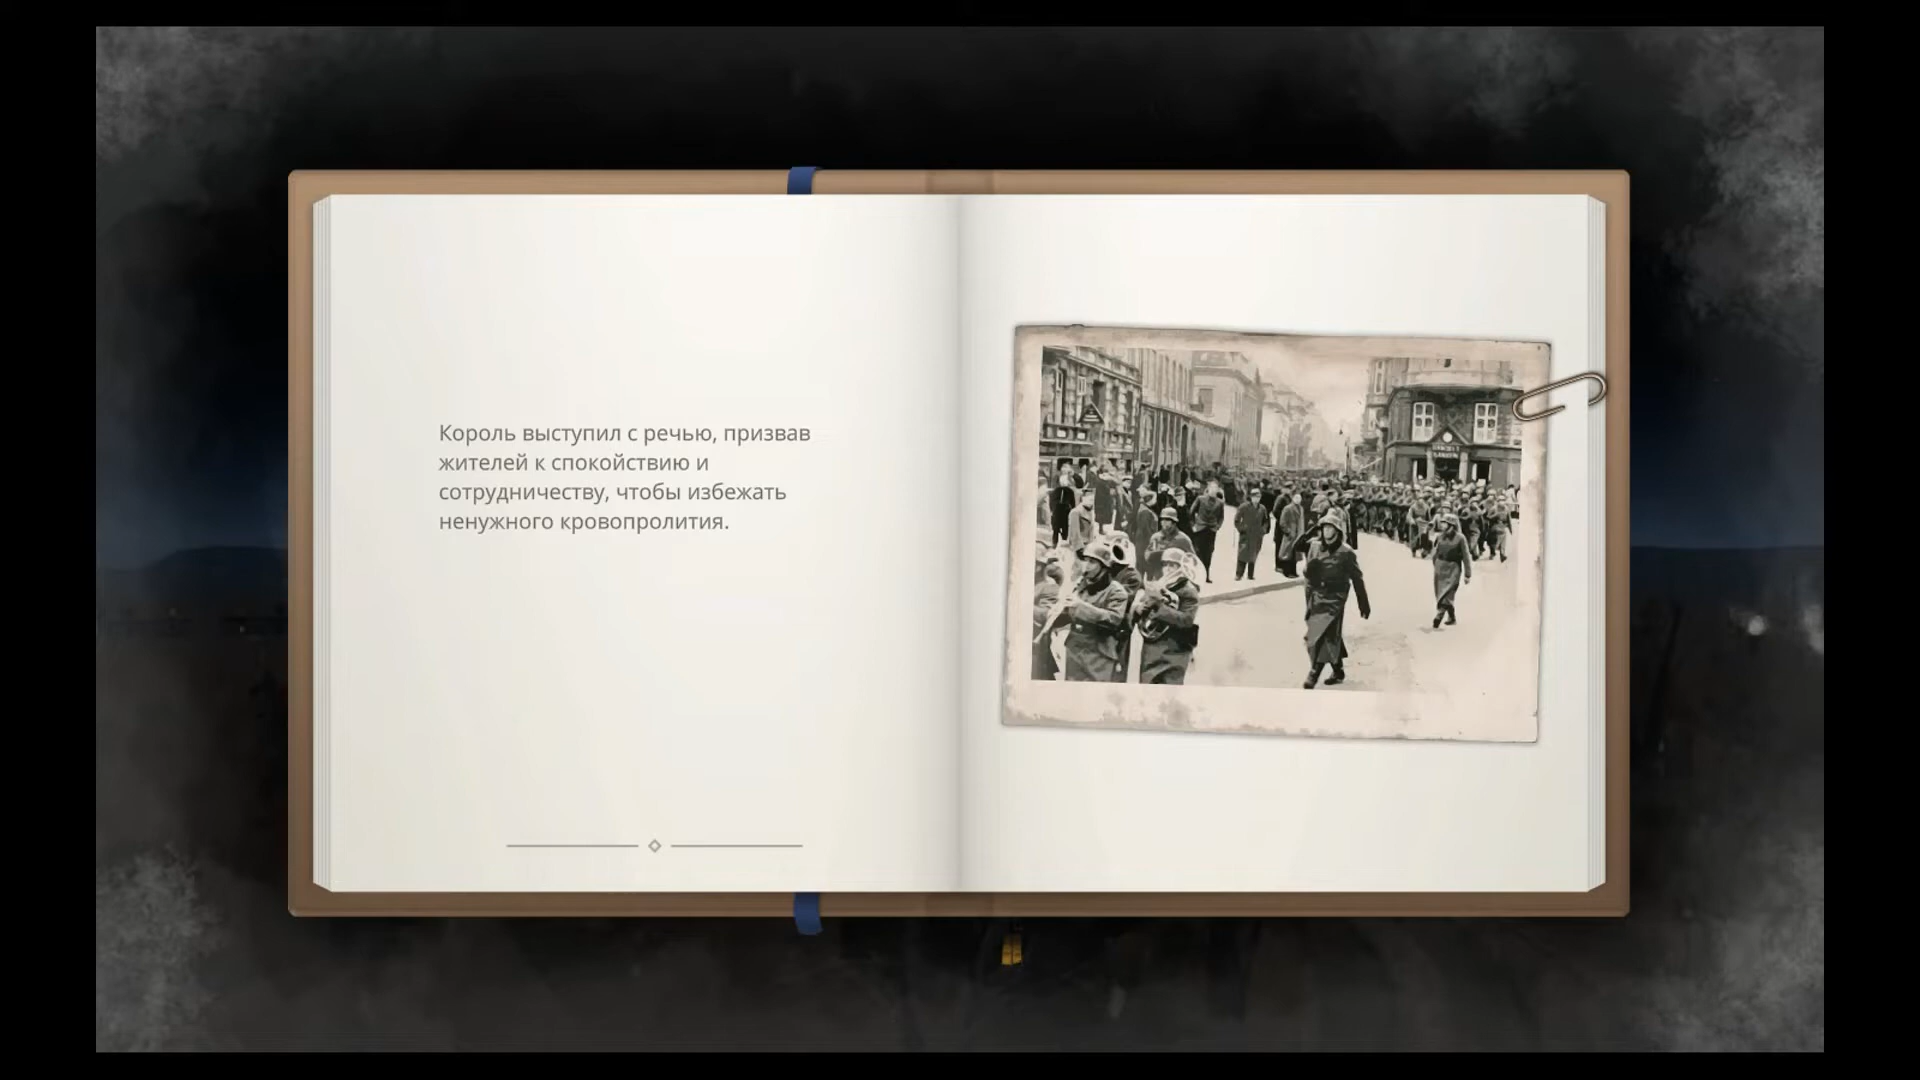 Король выступил с речью, призвав
жителей к спокойствию и
сотрудничеству, чтобы избежать
ненужного кровопролития.